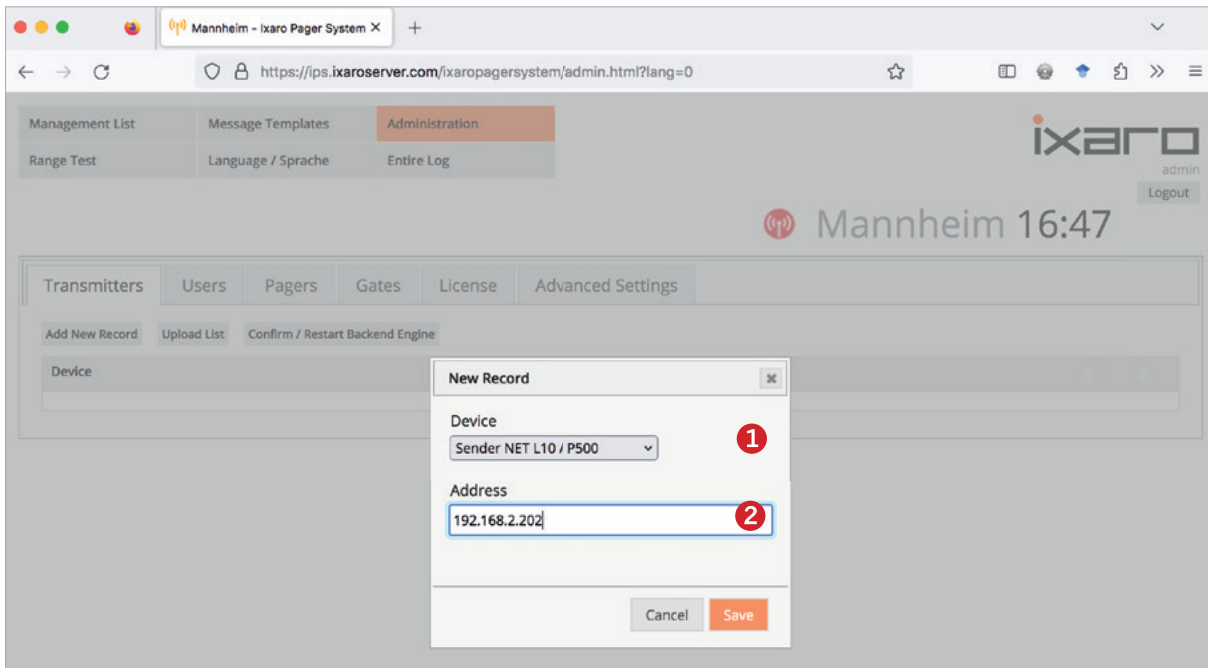 Mannheim - Ixaro Pager System
https://ips.ixaroserver.com/ixaropagersystem/admin.html?lang=0
Management List Message Templates Administration
Range Test Language / Sprache Entire Log
ixaro
admin
Logout
Mannheim 16:47
Transmitters Users Pagers Gates License Advanced Settings
Add New Record Upload List Confirm / Restart Backend Engine
Device
New Record
Device
Sender NET L10 / P500
1
Address
192.168.2.202
2
Cancel Save